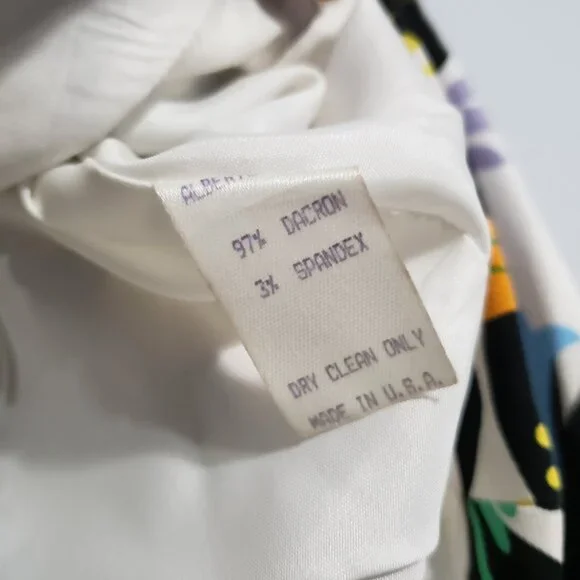 97% DACRON
3% SPANDEX
DRY CLEAN ONLY
MADE IN U.S.A.